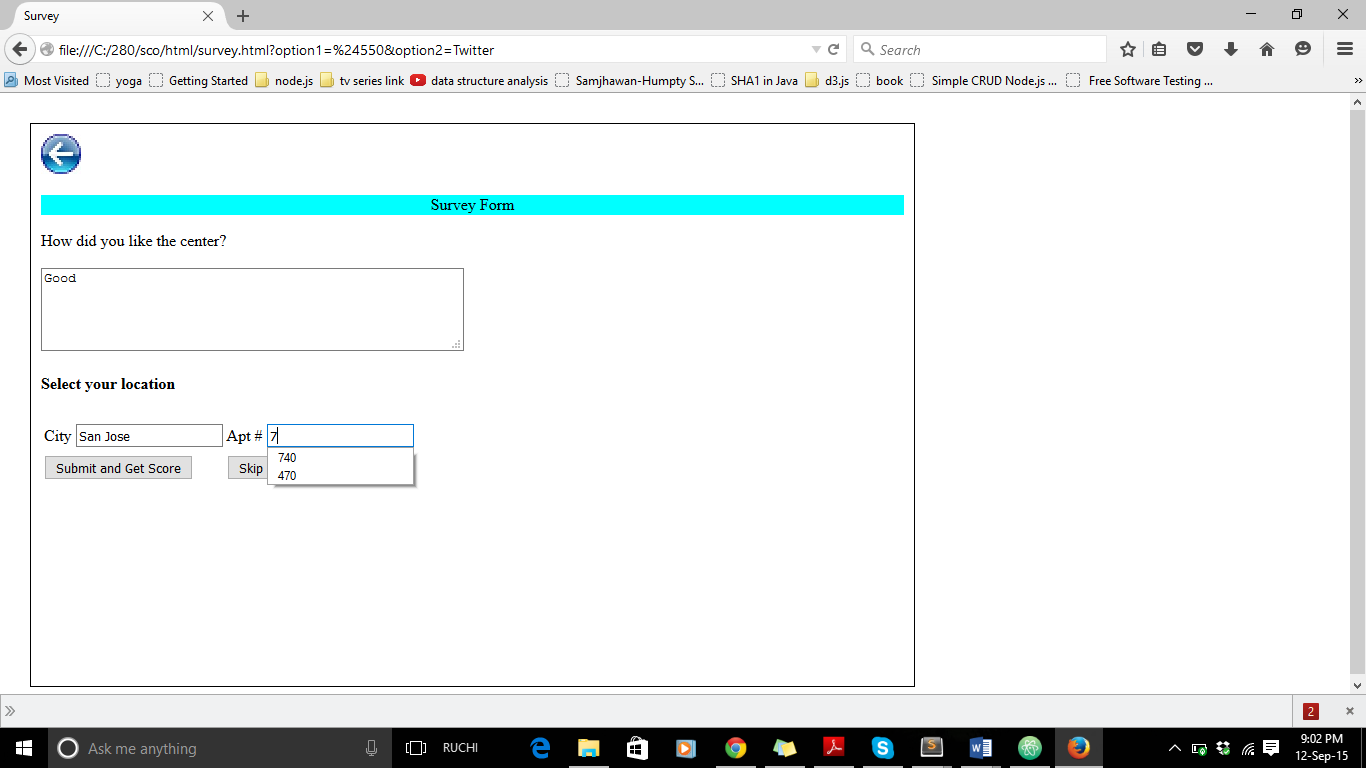 Survey
file:///C:/280/sco/html/survey.html?option1=%24550&option2=Twitter
Search
Most Visited yoga Getting Started node.js tv series link data structure analysis Samjhawan-Humpty S... SHA1 in Java d3.js book Simple CRUD Node.js ... Free Software Testing ...
Survey Form
How did you like the center?
Good
Select your location
City San Jose Apt # 7
740
Submit and Get Score Skip
470
2
Ask me anything RUCHI
9:02 PM
12-Sep-15